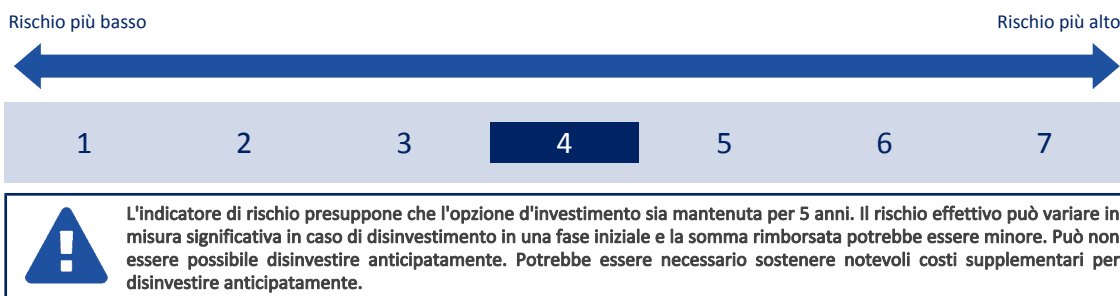 Rischio più basso Rischio più alto
1 2 3 4 5 6 7
L'indicatore di rischio presuppone che l'opzione d'investimento sia mantenuta per 5 anni. Il rischio effettivo può variare in
misura significativa in caso di disinvestimento in una fase iniziale e la somma rimborsata potrebbe essere minore. Può non
essere possibile disinvestire anticipatamente. Potrebbe essere necessario sostenere notevoli costi supplementari per
disinvestire anticipatamente.